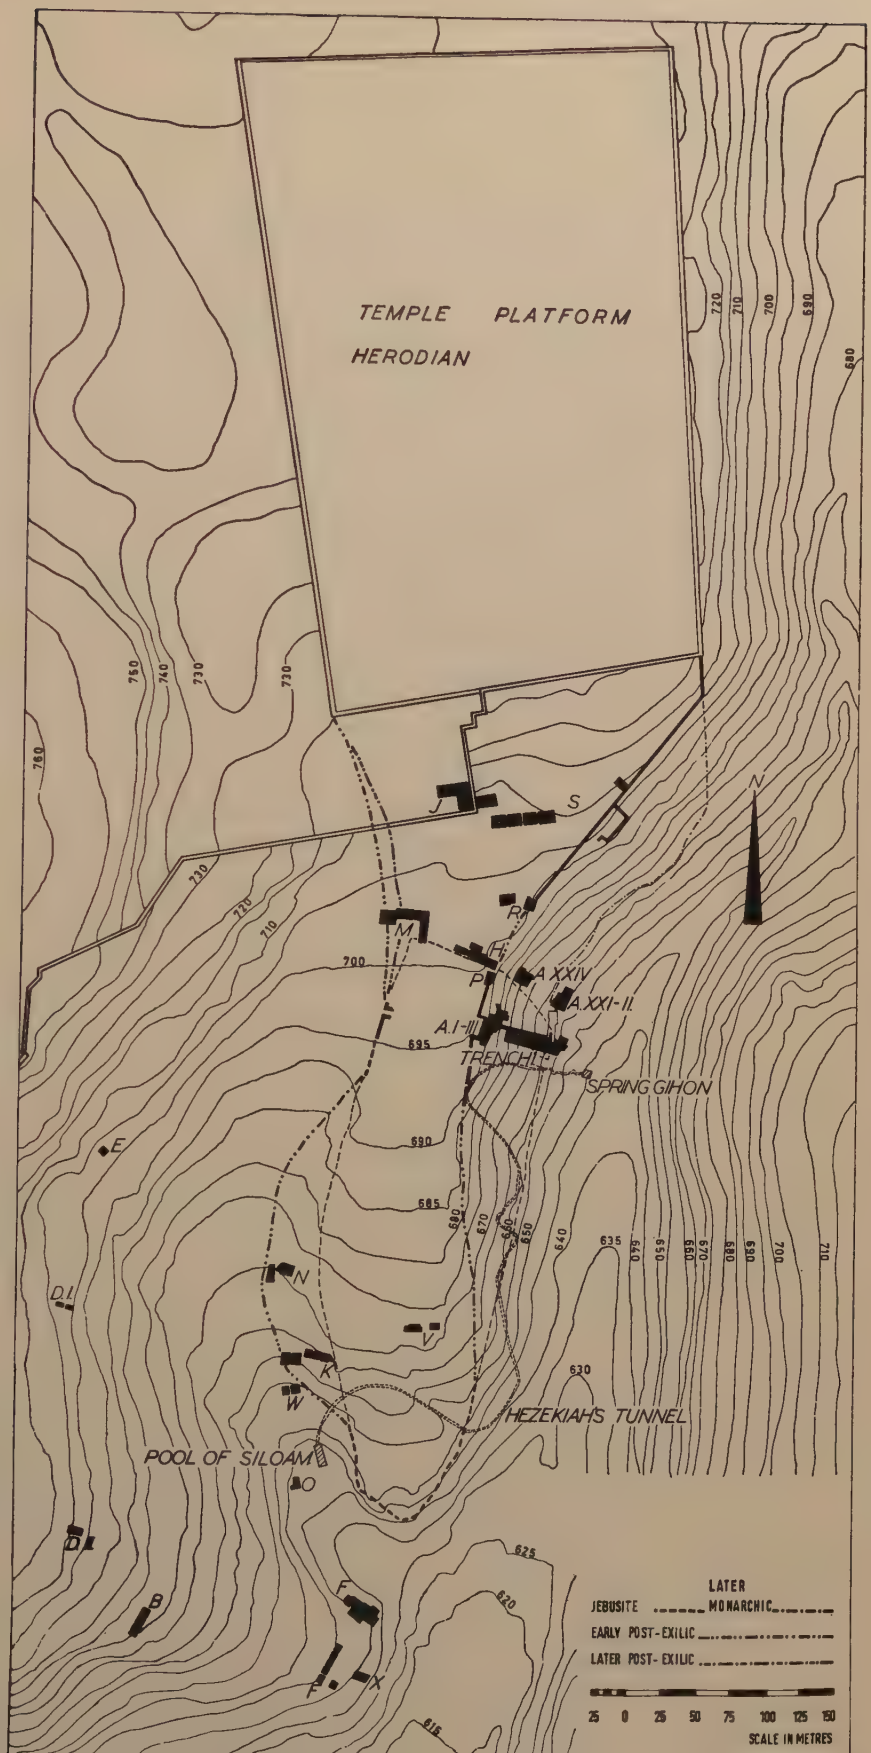 TEMPLE PLATFORM
HERODIAN
720
710
700
690
680
750
740
730
730
760
J
S
N
730
720
710
R
M
H
700
P
A.XXIV
A.XXI-II.
A.I-III
695
TRENCH I
SPRING GIHON
690
E
685
680
670
660
650
640
635
640
650
660
670
680
690
700
710
N
D.I.
V
K
630
W
HEZEKIAH'S TUNNEL
POOL OF SILOAM
O
625
620
B
F
F
X
615
LATER
JEBUSITE MONARCHIC
EARLY POST-EXILIC
LATER POST-EXILIC
25 0 25 50 75 100 125 150
SCALE IN METRES